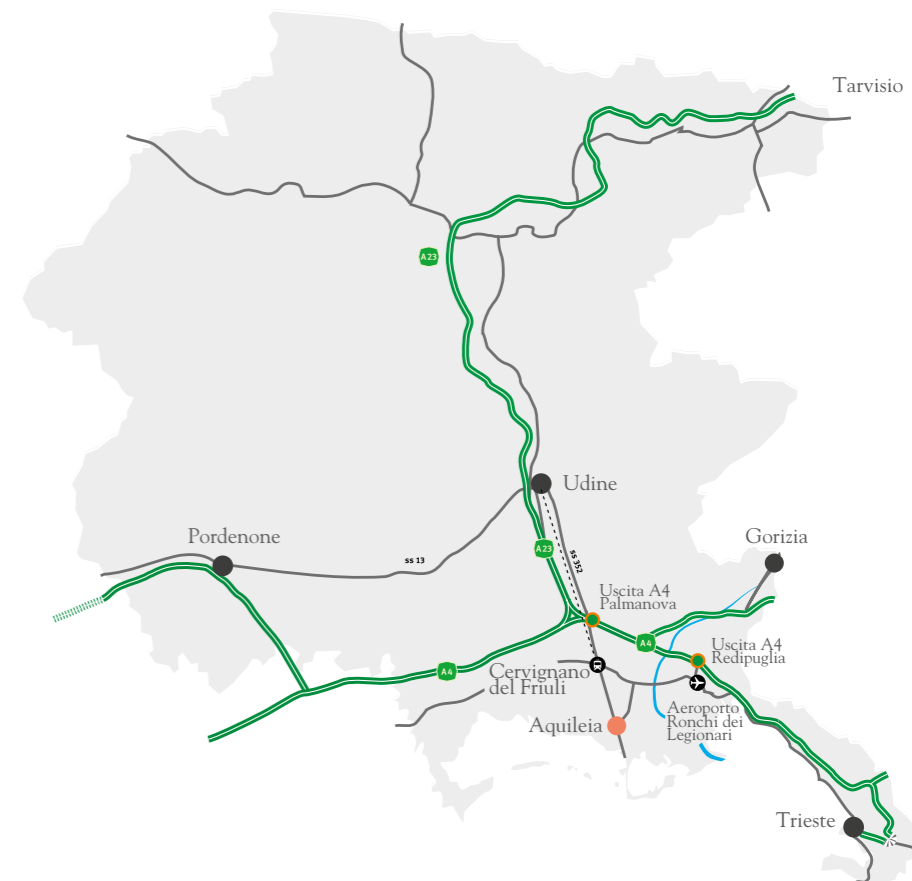 Tarvisio
A23
Udine
Pordenone
ss 13
A23
ss 352
Gorizia
Uscita A4
Palmanova
A4
Uscita A4
Redipuglia
A4
Cervignano
del Friuli
Aeroporto
Ronchi dei
Legionari
Aquileia
Trieste